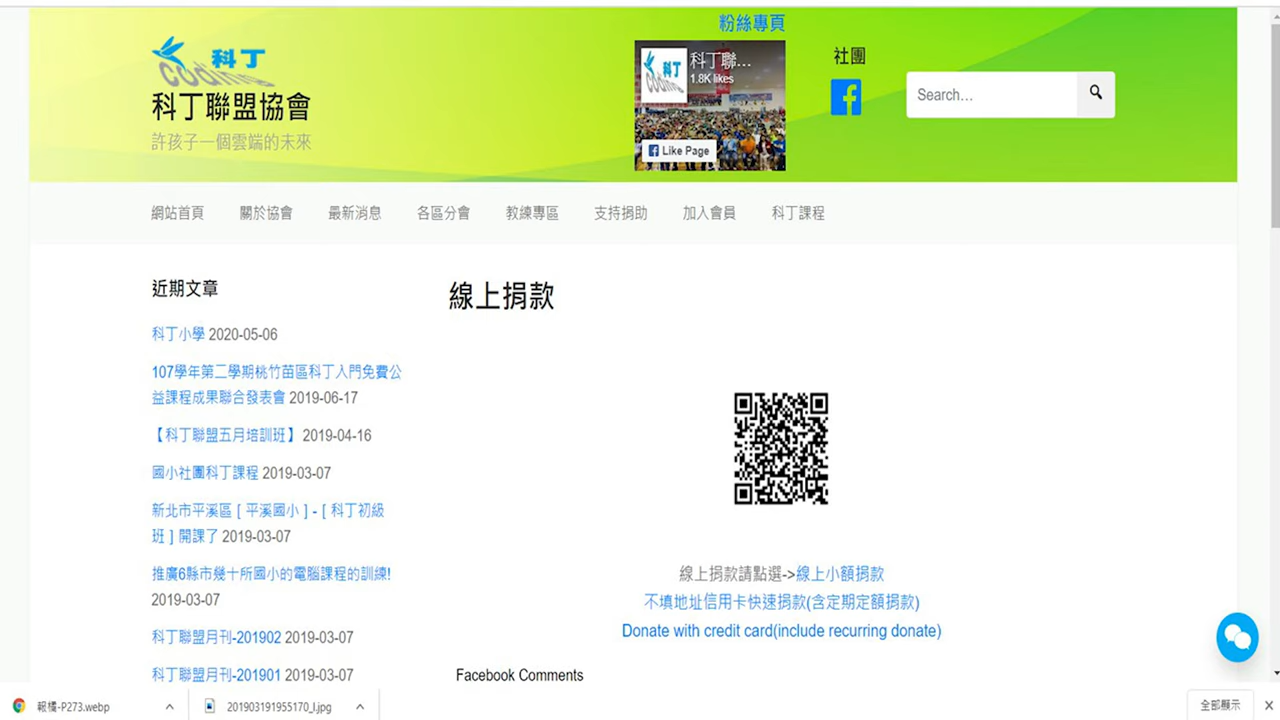 粉絲專頁
科丁
coding
科丁聯盟協會
許孩子一個雲端的未來
科丁
科丁聯...
1.8K likes
Like Page
社團
Search...
網站首頁 關於協會 最新消息 各區分會 教練專區 支持捐助 加入會員 科丁課程
近期文章
科丁小學 2020-05-06
107學年第二學期桃竹苗區科丁入門免費公
益課程成果聯合發表會 2019-06-17
【科丁聯盟五月培訓班】 2019-04-16
國小社團科丁課程 2019-03-07
新北市平溪區 [ 平溪國小 ] - [ 科丁初級
班 ] 開課了 2019-03-07
推廣6縣市幾十所國小的電腦課程的訓練!
2019-03-07
科丁聯盟月刊-201902 2019-03-07
科丁聯盟月刊-201901 2019-03-07
線上捐款
線上捐款請點選->線上小額捐款
不填地址信用卡快速捐款(含定期定額捐款)
Donate with credit card(include recurring donate)
Facebook Comments
報橘-P273.webp
201903191955170_l.jpg
全部顯示